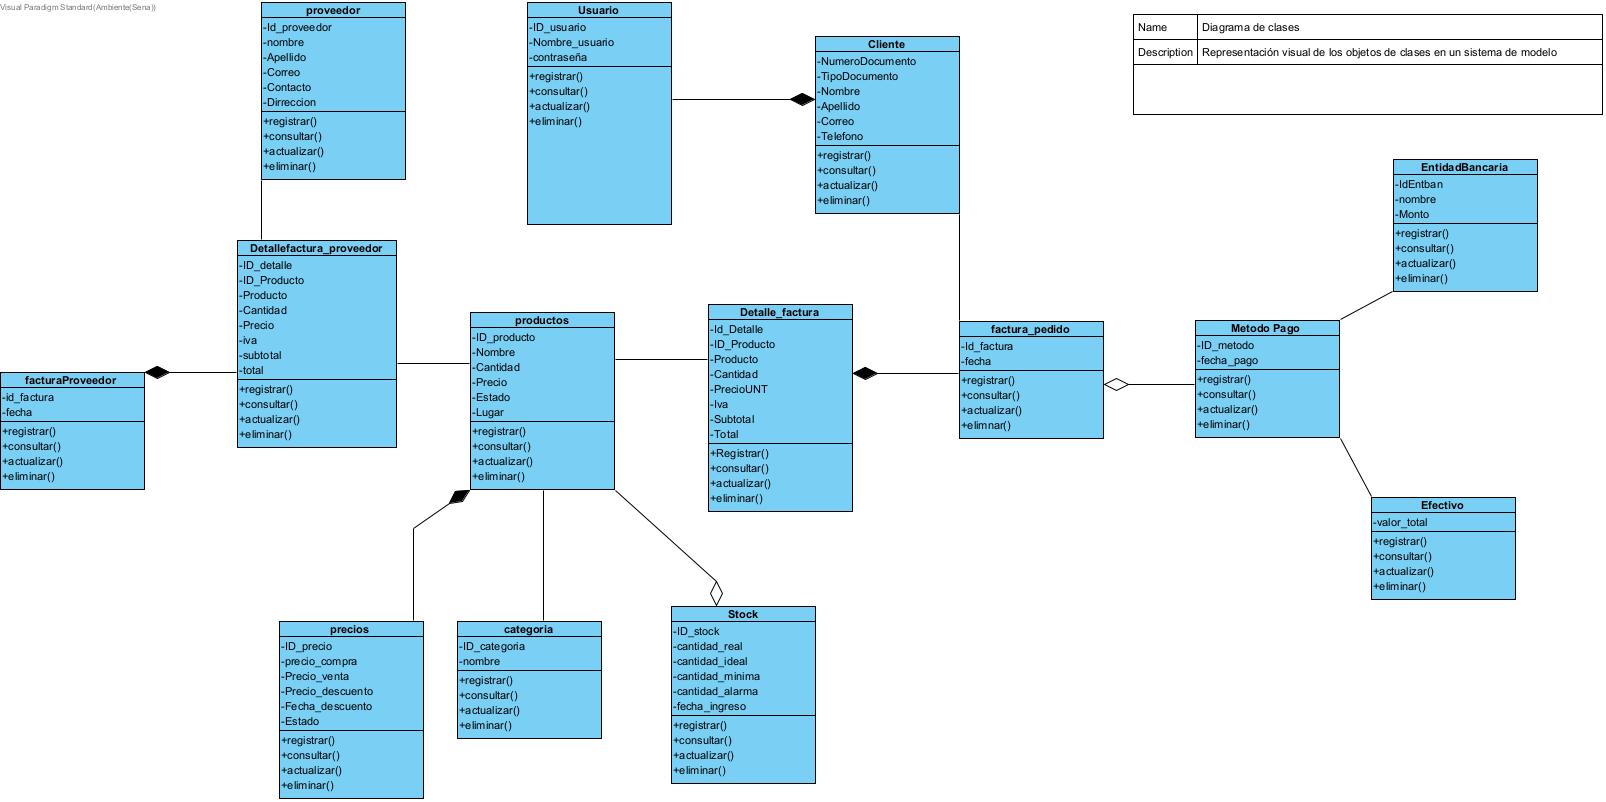 Visual Paradigm Standard(Ambiente(Sena))
proveedor
-Id_proveedor
-nombre
-Apellido
-Correo
-Contacto
-Dirreccion
+registrar()
+consultar()
+actualizar()
+eliminar()
Usuario
-ID_usuario
-Nombre_usuario
-contraseña
+registrar()
+consultar()
+actualizar()
+eliminar()
Cliente
-NumeroDocumento
-TipoDocumento
-Nombre
-Apellido
-Correo
-Telefono
+registrar()
+consultar()
+actualizar()
+eliminar()
Name Diagrama de clases
Description Representación visual de los objetos de clases en un sistema de modelo
EntidadBancaria
-IdEntban
-nombre
-Monto
+registrar()
+consultar()
+actualizar()
+eliminar()
Detallefactura_proveedor
-ID_detalle
-ID_Producto
-Producto
-Cantidad
-Precio
-iva
-subtotal
-total
+registrar()
+consultar()
+actualizar()
+eliminar()
facturaProveedor
-id_factura
-fecha
+registrar()
+consultar()
+actualizar()
+eliminar()
productos
-ID_producto
-Nombre
-Cantidad
-Precio
-Estado
-Lugar
+registrar()
+consultar()
+actualizar()
+eliminar()
Detalle_factura
-Id_Detalle
-ID_Producto
-Producto
-Cantidad
-PrecioUNT
-Iva
-Subtotal
-Total
+Registrar()
+consultar()
+actualizar()
+eliminar()
factura_pedido
-Id_factura
-fecha
+registrar()
+consultar()
+actualizar()
+elimnar()
Metodo Pago
-ID_metodo
-fecha_pago
+registrar()
+consultar()
+actualizar()
+eliminar()
Efectivo
-valor_total
+registrar()
+consultar()
+actualizar()
+eliminar()
precios
-ID_precio
-precio_compra
-Precio_venta
-Precio_descuento
-Fecha_descuento
-Estado
+registrar()
+consultar()
+actualizar()
+eliminar()
categoria
-ID_categoria
-nombre
+registrar()
+consultar()
+actualizar()
+eliminar()
Stock
-ID_stock
-cantidad_real
-cantidad_ideal
-cantidad_minima
-cantidad_alarma
-fecha_ingreso
+registrar()
+consultar()
+actualizar()
+eliminar()